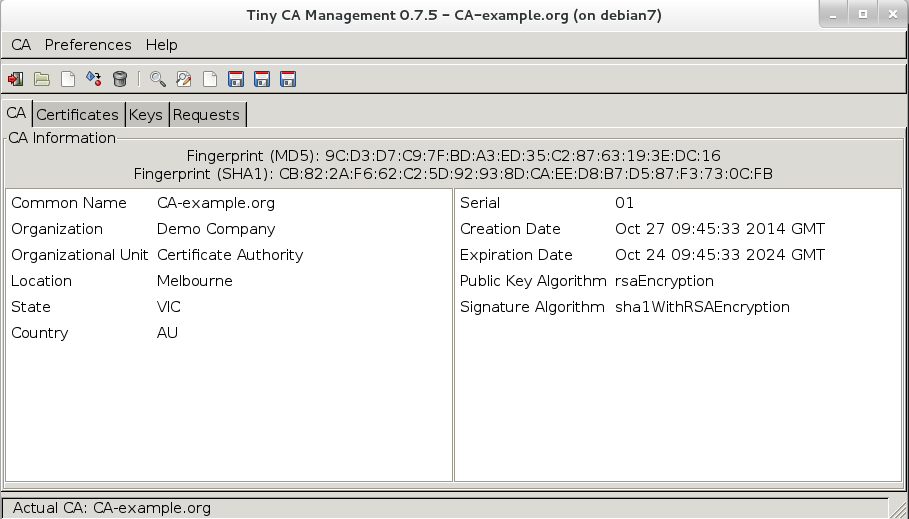 Tiny CA Management 0.7.5 - CA-example.org (on debian7)
CA Preferences Help
CA Certificates Keys Requests
CA Information
Fingerprint (MD5): 9C:D3:D7:C9:7F:BD:A3:ED:35:C2:87:63:19:3E:DC:16
Fingerprint (SHA1): CB:82:2A:F6:62:C2:5D:92:93:8D:CA:EE:D8:B7:D5:87:F3:73:0C:FB
Common Name CA-example.org
Organization Demo Company
Organizational Unit Certificate Authority
Location Melbourne
State VIC
Country AU
Serial 01
Creation Date Oct 27 09:45:33 2014 GMT
Expiration Date Oct 24 09:45:33 2024 GMT
Public Key Algorithm rsaEncryption
Signature Algorithm sha1WithRSAEncryption
Actual CA: CA-example.org